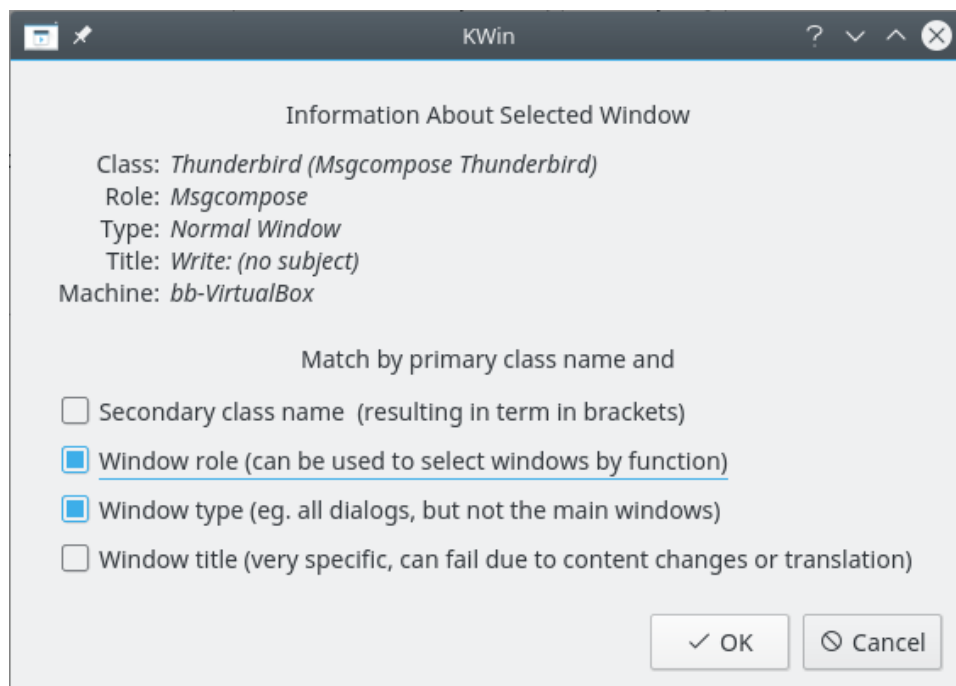 KWin
Information About Selected Window
Class: Thunderbird (Msgcompose Thunderbird)
Role: Msgcompose
Type: Normal Window
Title: Write: (no subject)
Machine: bb-VirtualBox
Match by primary class name and
Secondary class name (resulting in term in brackets)
Window role (can be used to select windows by function)
Window type (eg. all dialogs, but not the main windows)
Window title (very specific, can fail due to content changes or translation)
OK Cancel